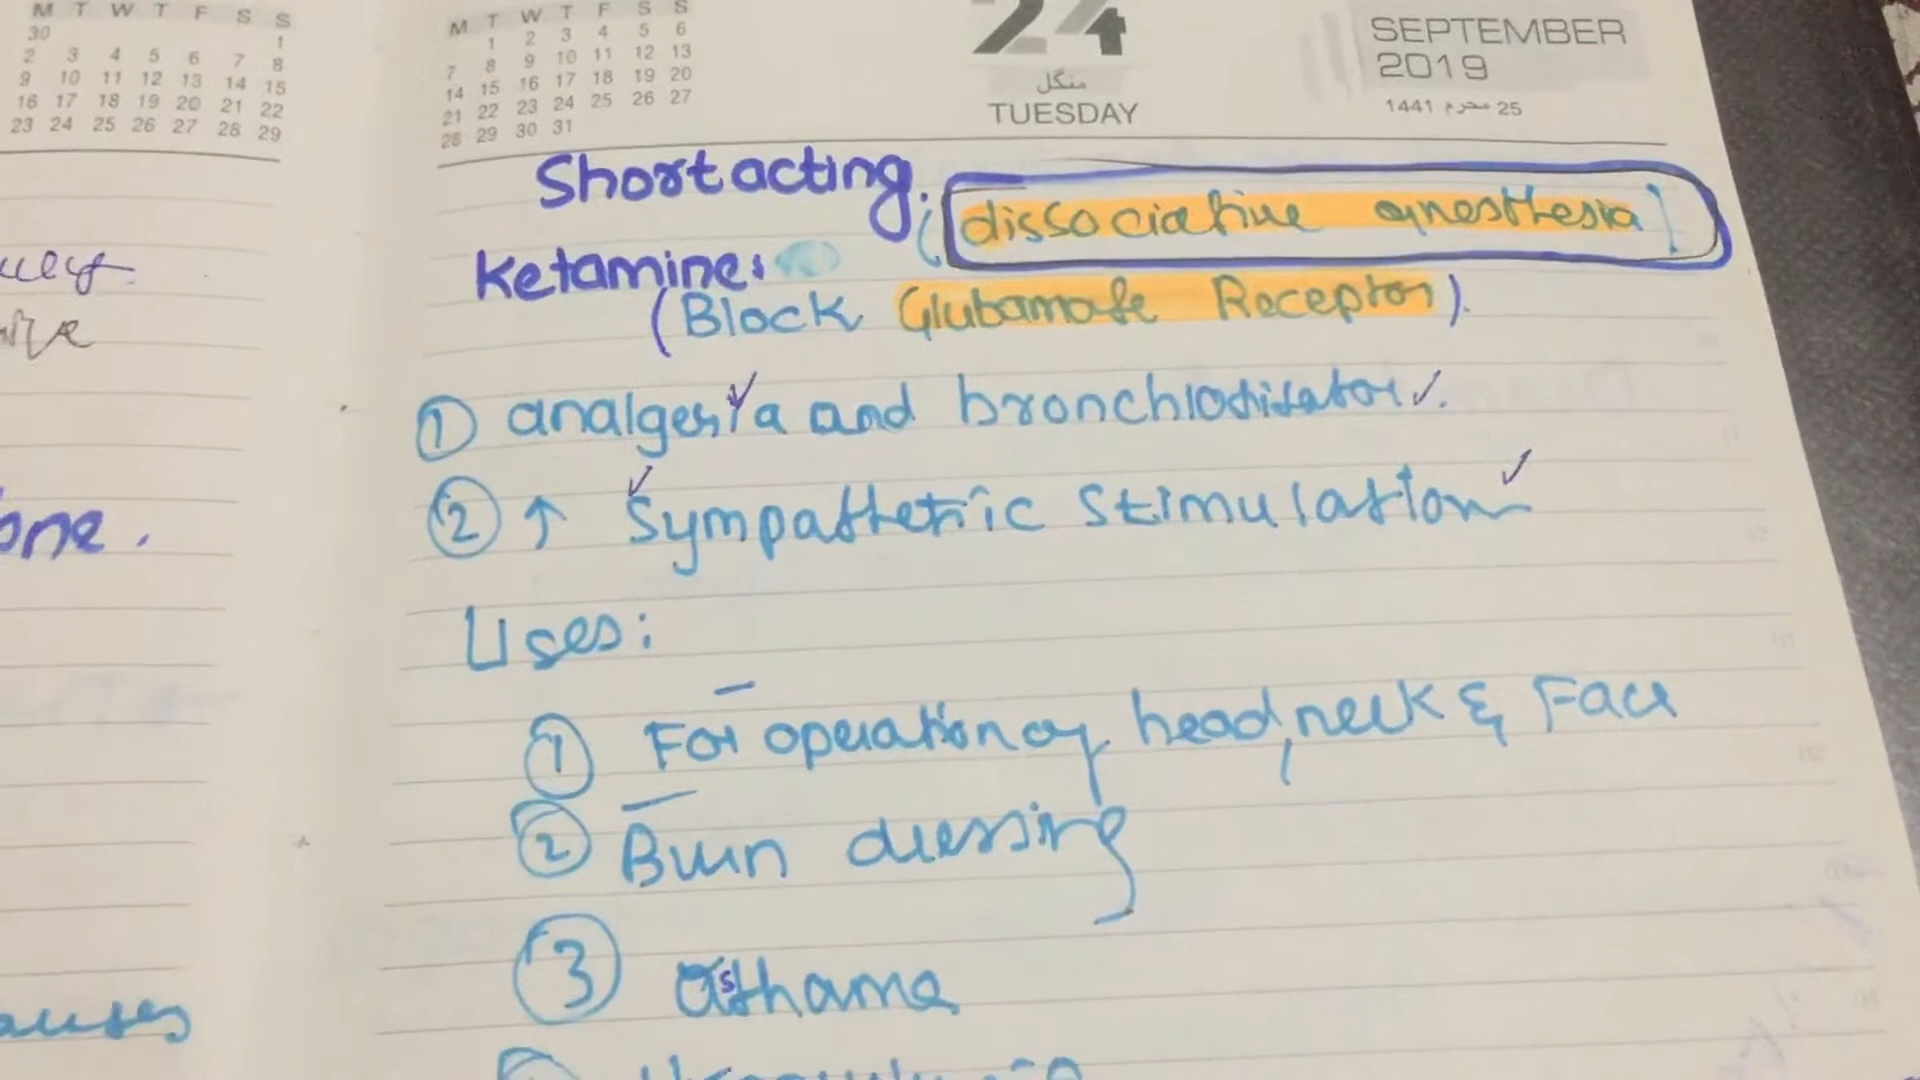 M T W T F S S
30 1
2 3 4 5 6 7 8
9 10 11 12 13 14 15
16 17 18 19 20 21 22
23 24 25 26 27 28 29
M T W T F S S
1 2 3 4 5 6
7 8 9 10 11 12 13
14 15 16 17 18 19 20
21 22 23 24 25 26 27
28 29 30 31
24
منگل
TUESDAY
SEPTEMBER
2019
25 محرم 1441
one.
Short acting.
(dissociative anesthesia)
Ketamine:
(Block Glutamate Receptor).
① analgesia and bronchiodilator ✓.
② ↑ Sympathetic Stimulation
Uses:
① For operation of head, neck & Face
② Burn dressing
③ asthama